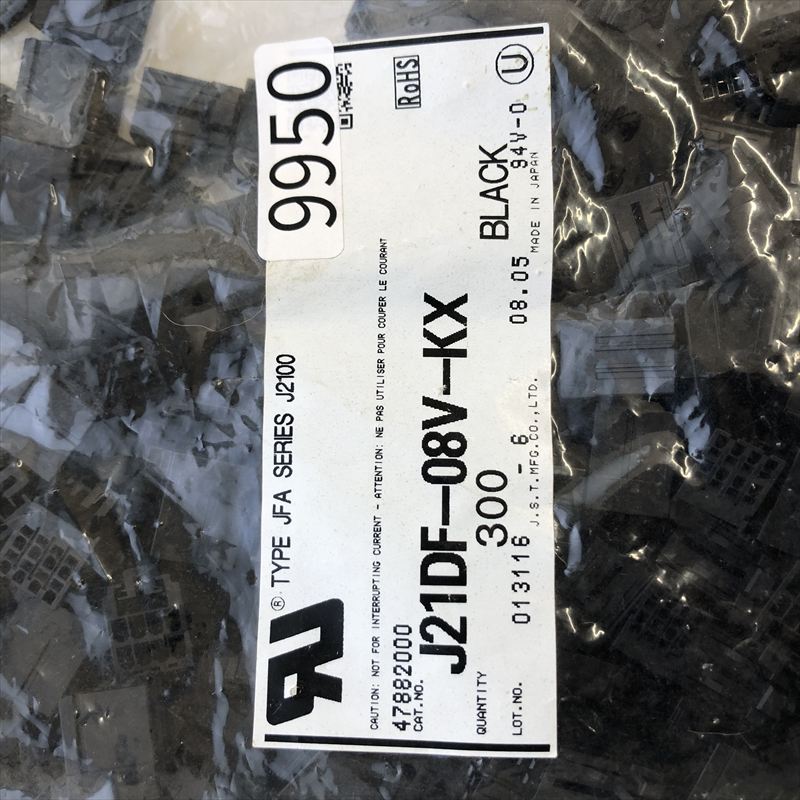 9950
RoHS
U
® TYPE JFA SERIES J2100
CAUTION: NOT FOR INTERRUPTING CURRENT - ATTENTION: NE PAS UTILISER POUR COUPER LE COURANT
47882000
CAT.NO. J21DF-08V-KX
QUANTITY 300 BLACK
94V-0
LOT.NO. 013116 - 6 08.05
J.S.T.MFG.CO.,LTD. MADE IN JAPAN